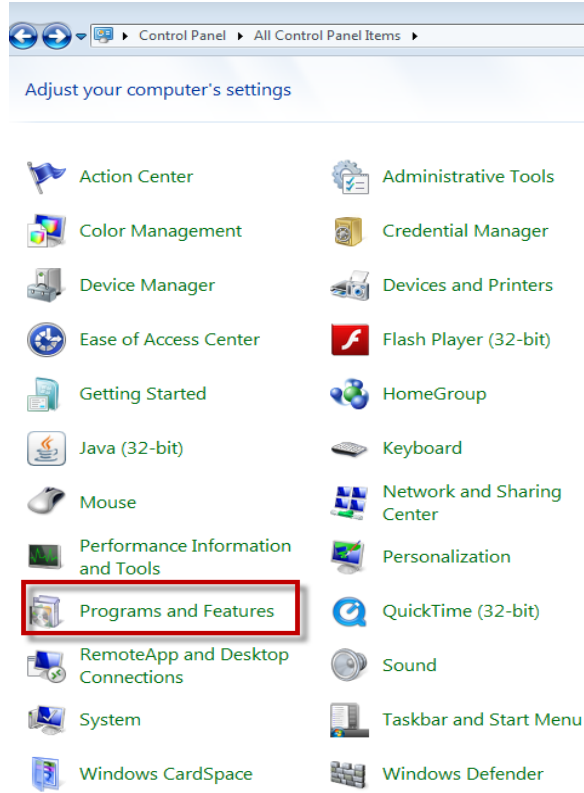 Control Panel All Control Panel Items
Adjust your computer's settings
Action Center
Administrative Tools
Color Management
Credential Manager
Device Manager
Devices and Printers
Ease of Access Center
Flash Player (32-bit)
Getting Started
HomeGroup
Java (32-bit)
Keyboard
Mouse
Network and Sharing
Center
Performance Information
and Tools
Personalization
Programs and Features
QuickTime (32-bit)
RemoteApp and Desktop
Connections
Sound
System
Taskbar and Start Menu
Windows CardSpace
Windows Defender